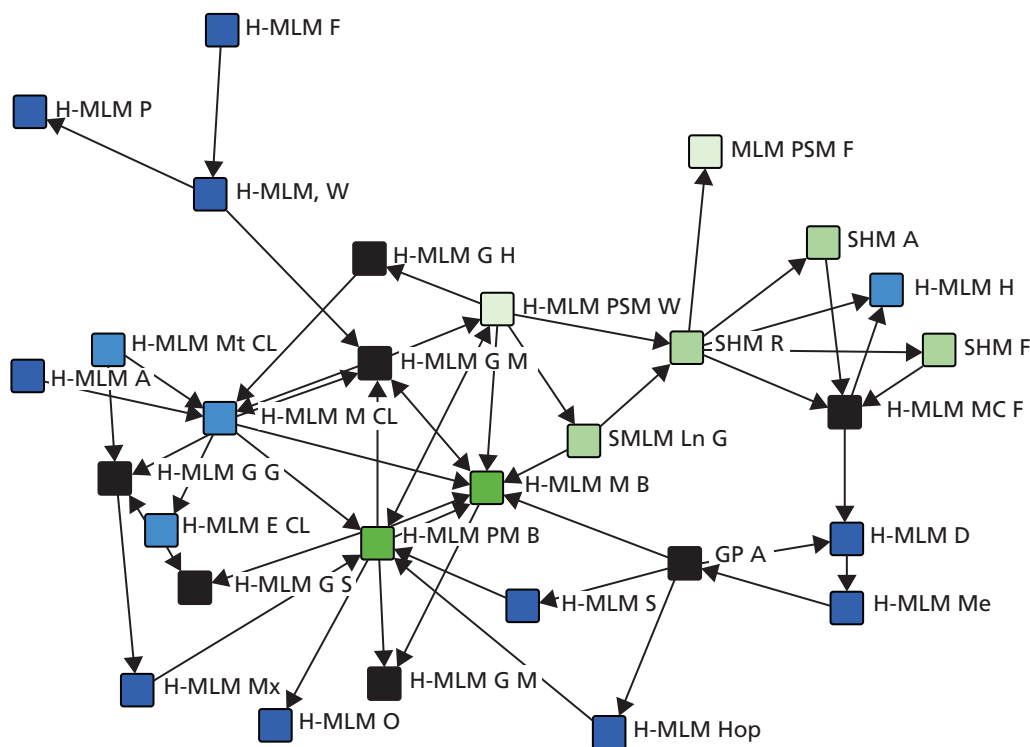 H-MLM F
H-MLM P
MLM PSM F
H-MLM, W
SHM A
H-MLM G H
H-MLM H
H-MLM PSM W
H-MLM Mt CL
SHM R
SHM F
H-MLM G M
H-MLM A
H-MLM MC F
H-MLM M CL
SMLM Ln G
H-MLM G G
H-MLM M B
H-MLM E CL
H-MLM PM B
H-MLM D
GP A
H-MLM G S
H-MLM S
H-MLM Me
H-MLM Mx
H-MLM G M
H-MLM O
H-MLM Hop